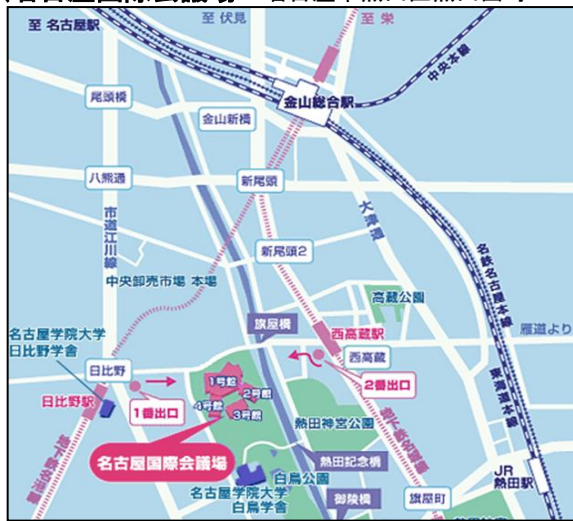 至 名古屋駅
至 伏見
至 栄
中央本線
尾頭橋
金山新橋
金山総合駅
八熊通
新尾頭
市道江川線
大津通
新尾頭2
名鉄名古屋本線
中央卸売市場 本場
高蔵公園
旗屋橋
西高蔵駅
雁道より
名古屋学院大学
日比野学舎
日比野
西高蔵
1号館
2号館
4号館
3号館
2番出口
日比野駅
1番出口
東海道本線
熱田神宮公園
名古屋国際会議場
白鳥公園
熱田記念橋
JR
熱田駅
名古屋学院大学
白鳥学舎
御陵橋
旗屋町